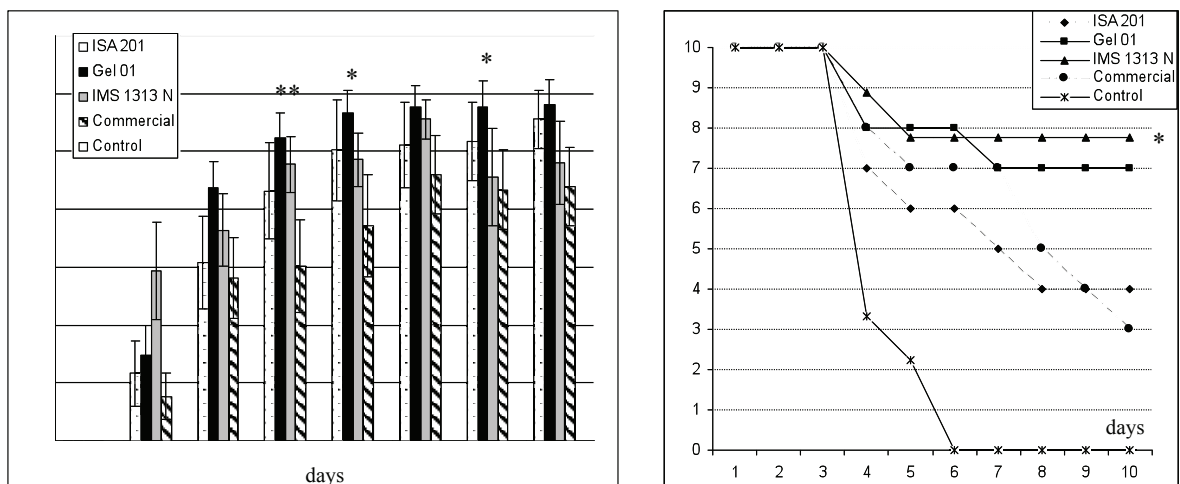 ISA 201
Gel 01
IMS 1313 N
Commercial
Control
**
*
*
days
ISA 201
Gel 01
IMS 1313 N
Commercial
Control
10
9
8
7
6
5
4
3
2
1
0
*
days
1 2 3 4 5 6 7 8 9 10